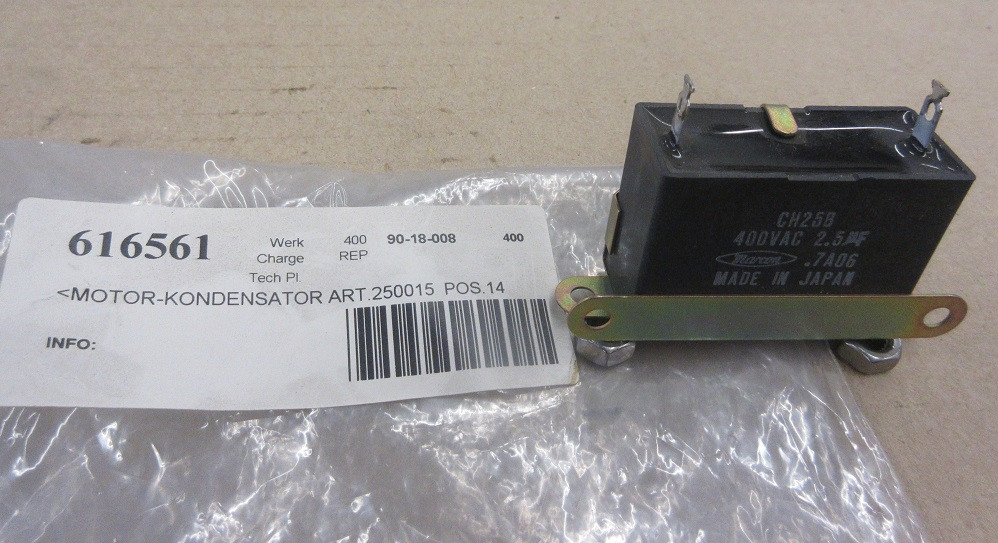 616561 Werk 400 90-18-008 400
Charge REP
Tech Pl.
<MOTOR-KONDENSATOR ART.250015 POS.14
INFO:
CH25B
400VAC 2.5µF
.7A06
MADE IN JAPAN